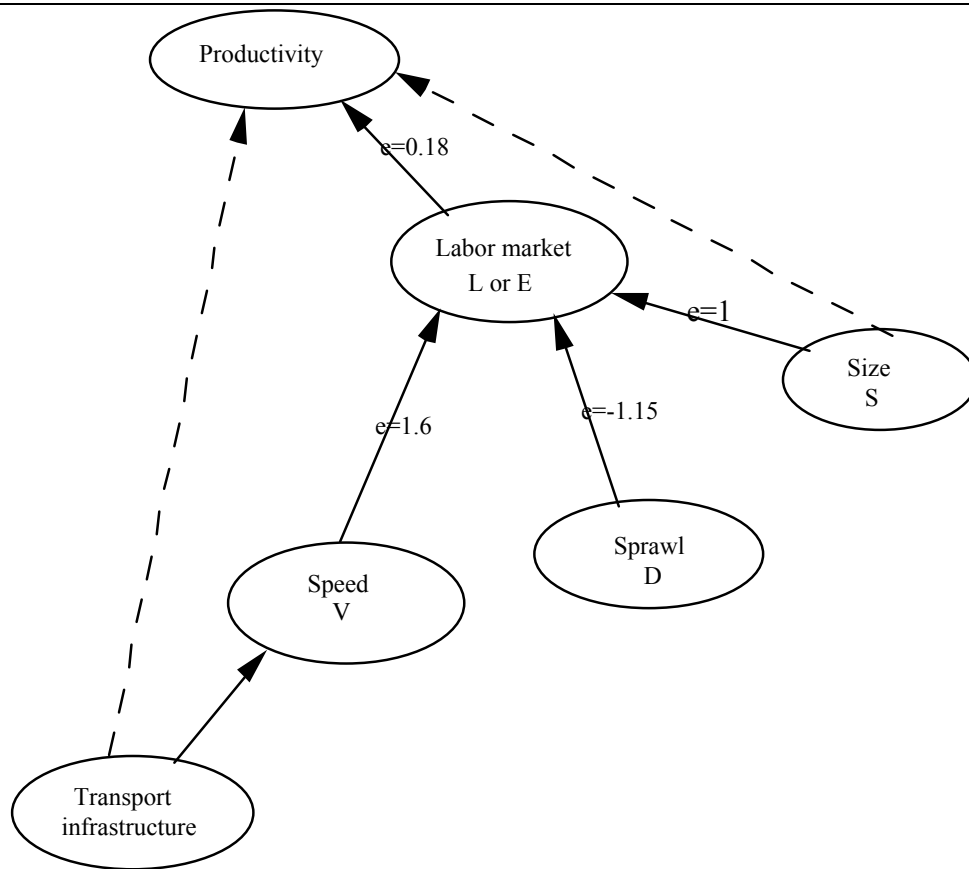 Productivity
e=0.18
Labor market
L or E
e=1
Size
S
e=1.6
e=-1.15
Sprawl
D
Speed
V
Transport
infrastructure